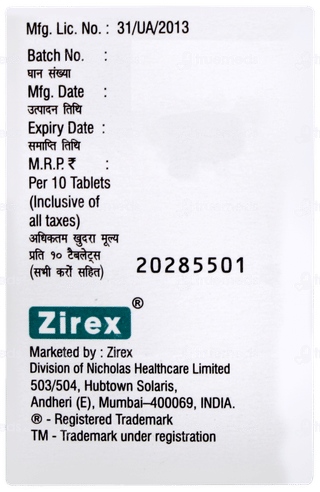 Mfg. Lic. No. : 31/UA/2013
Batch No. :
घान संख्या
Mfg. Date :
उत्पादन तिथि
Expiry Date :
समाप्ति तिथि
M.R.P. ₹ :
Per 10 Tablets
(Inclusive of
all taxes)
अधिकतम खुदरा मूल्य
प्रति १० टैबलेट्स
(सभी करों सहित)
20285501
Zirex®
Marketed by : Zirex
Division of Nicholas Healthcare Limited
503/504, Hubtown Solaris,
Andheri (E), Mumbai–400069, INDIA.
® - Registered Trademark
TM - Trademark under registration